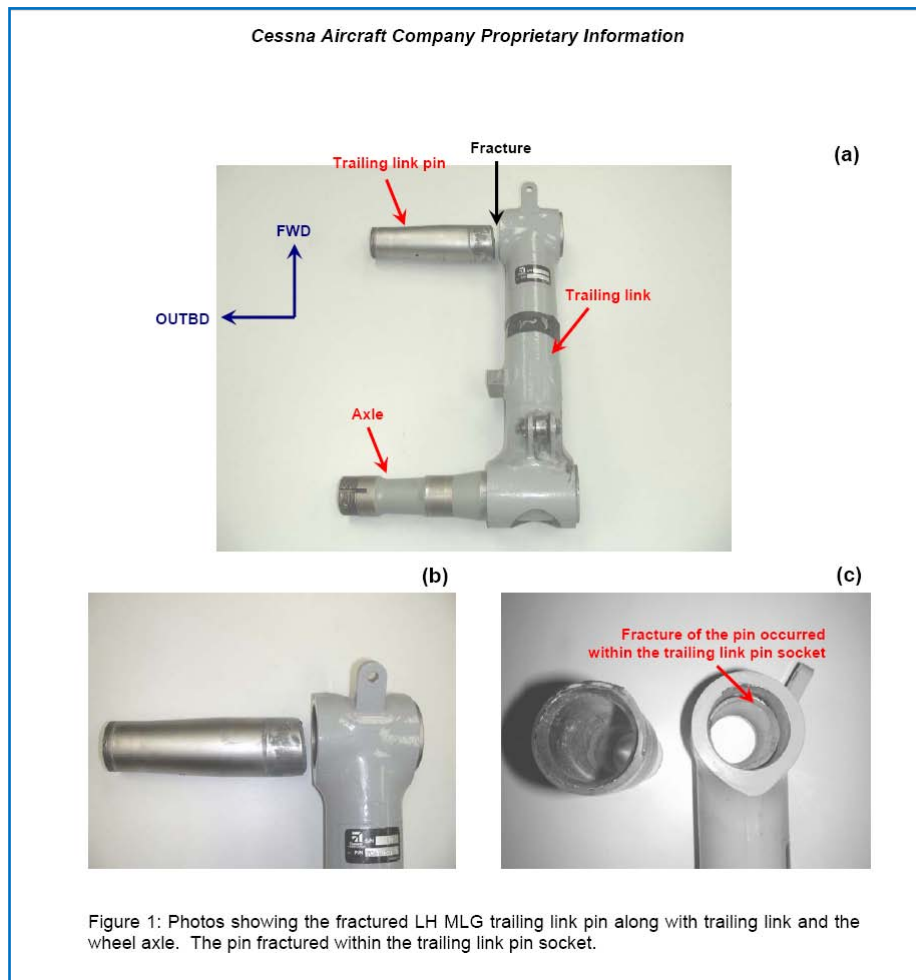 Cessna Aircraft Company Proprietary Information
(a)
Fracture
Trailing link pin
FWD
OUTBD
Trailing link
Axle
(b)
(c)
Fracture of the pin occurred
within the trailing link pin socket
Figure 1: Photos showing the fractured LH MLG trailing link pin along with trailing link and the
wheel axle. The pin fractured within the trailing link pin socket.